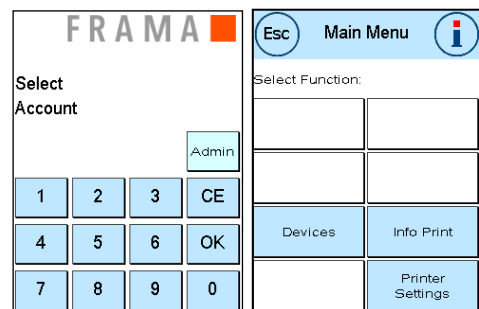 FRAMA
Select
Account
Admin
1 2 3 CE
4 5 6 OK
7 8 9 0
Esc Main Menu i
Select Function:
Devices Info Print
Printer
Settings